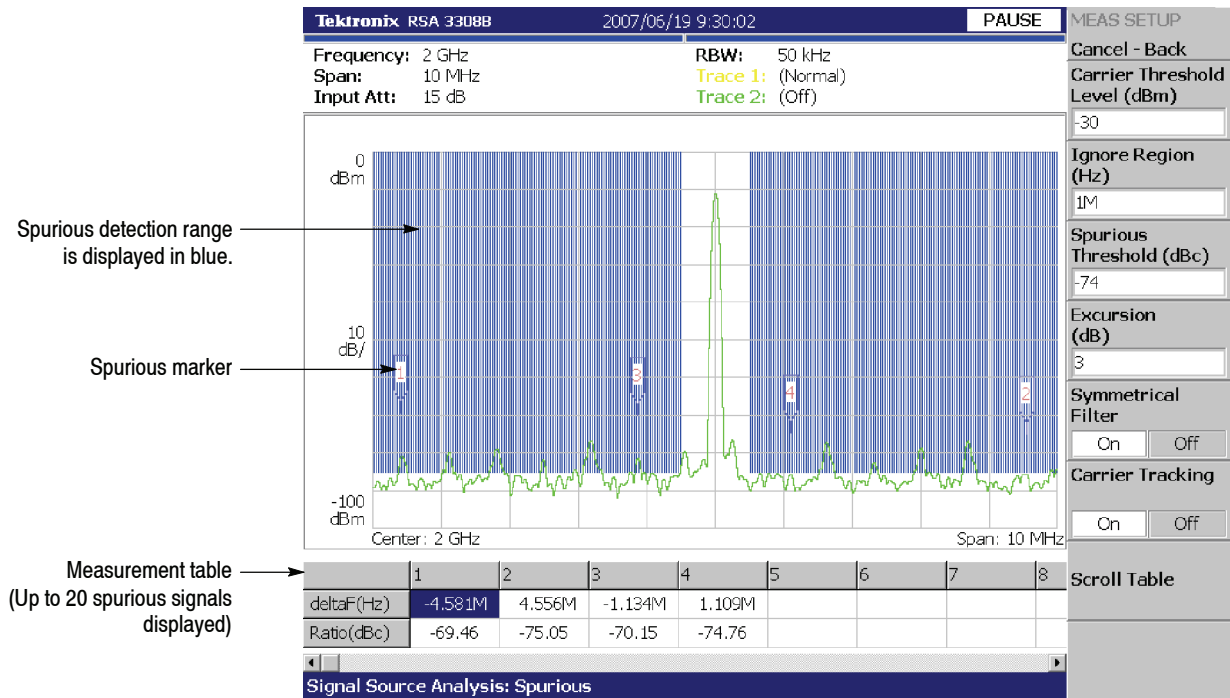 Tektronix RSA 3308B 2007/06/19 9:30:02 PAUSE
Frequency: 2 GHz
Span: 10 MHz
Input Att: 15 dB
RBW: 50 kHz
Trace 1: (Normal)
Trace 2: (Off)
0
dBm
10
dB/
-100
dBm
1
3
4
2
Center: 2 GHz Span: 10 MHz
Spurious detection range
is displayed in blue.
Spurious marker
Measurement table
(Up to 20 spurious signals
displayed)
1 2 3 4 5 6 7 8
deltaF(Hz) -4.581M 4.556M -1.134M 1.109M
Ratio(dBc) -69.46 -75.05 -70.15 -74.76
Signal Source Analysis: Spurious
MEAS SETUP
Cancel - Back
Carrier Threshold
Level (dBm)
-30
Ignore Region
(Hz)
1M
Spurious
Threshold (dBc)
-74
Excursion
(dB)
3
Symmetrical
Filter
On Off
Carrier Tracking
On Off
Scroll Table